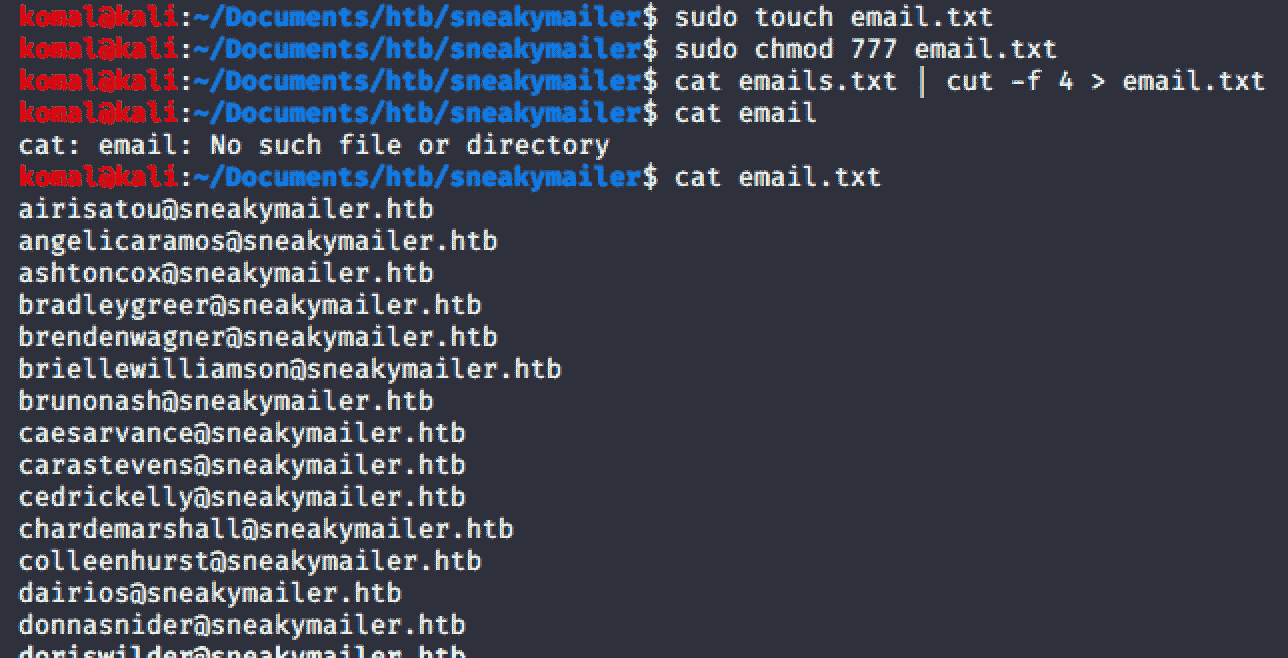 komal@kali:~/Documents/htb/sneakymailer$ sudo touch email.txt
komal@kali:~/Documents/htb/sneakymailer$ sudo chmod 777 email.txt
komal@kali:~/Documents/htb/sneakymailer$ cat emails.txt | cut -f 4 > email.txt
komal@kali:~/Documents/htb/sneakymailer$ cat email
cat: email: No such file or directory
komal@kali:~/Documents/htb/sneakymailer$ cat email.txt
airisatou@sneakymailer.htb
angelicaramos@sneakymailer.htb
ashtoncox@sneakymailer.htb
bradleygreer@sneakymailer.htb
brendenwagner@sneakymailer.htb
briellewilliamson@sneakymailer.htb
brunonash@sneakymailer.htb
caesarvance@sneakymailer.htb
carastevens@sneakymailer.htb
cedrickelly@sneakymailer.htb
chardemarshall@sneakymailer.htb
colleenhurst@sneakymailer.htb
dairios@sneakymailer.htb
donnasnider@sneakymailer.htb
doriswilder@sneakymailer.htb